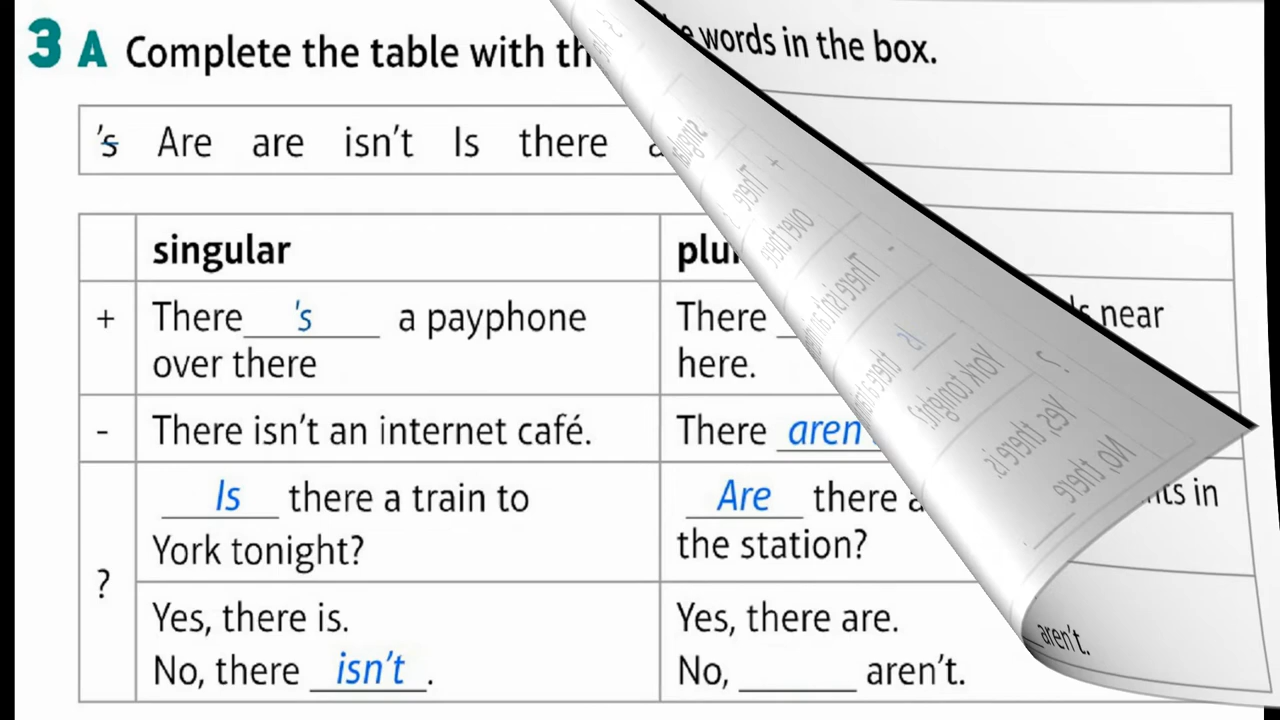 3 A Complete the table with th e words in the box.
's Are are isn't Is there a
singular plu
+ There 's a payphone There s near
over there here.
- There isn't an internet café. There aren
Is there a train to Are there a nts in
York tonight? the station?
?
Yes, there is. Yes, there are.
No, there isn't. No, ______ aren't. aren't.